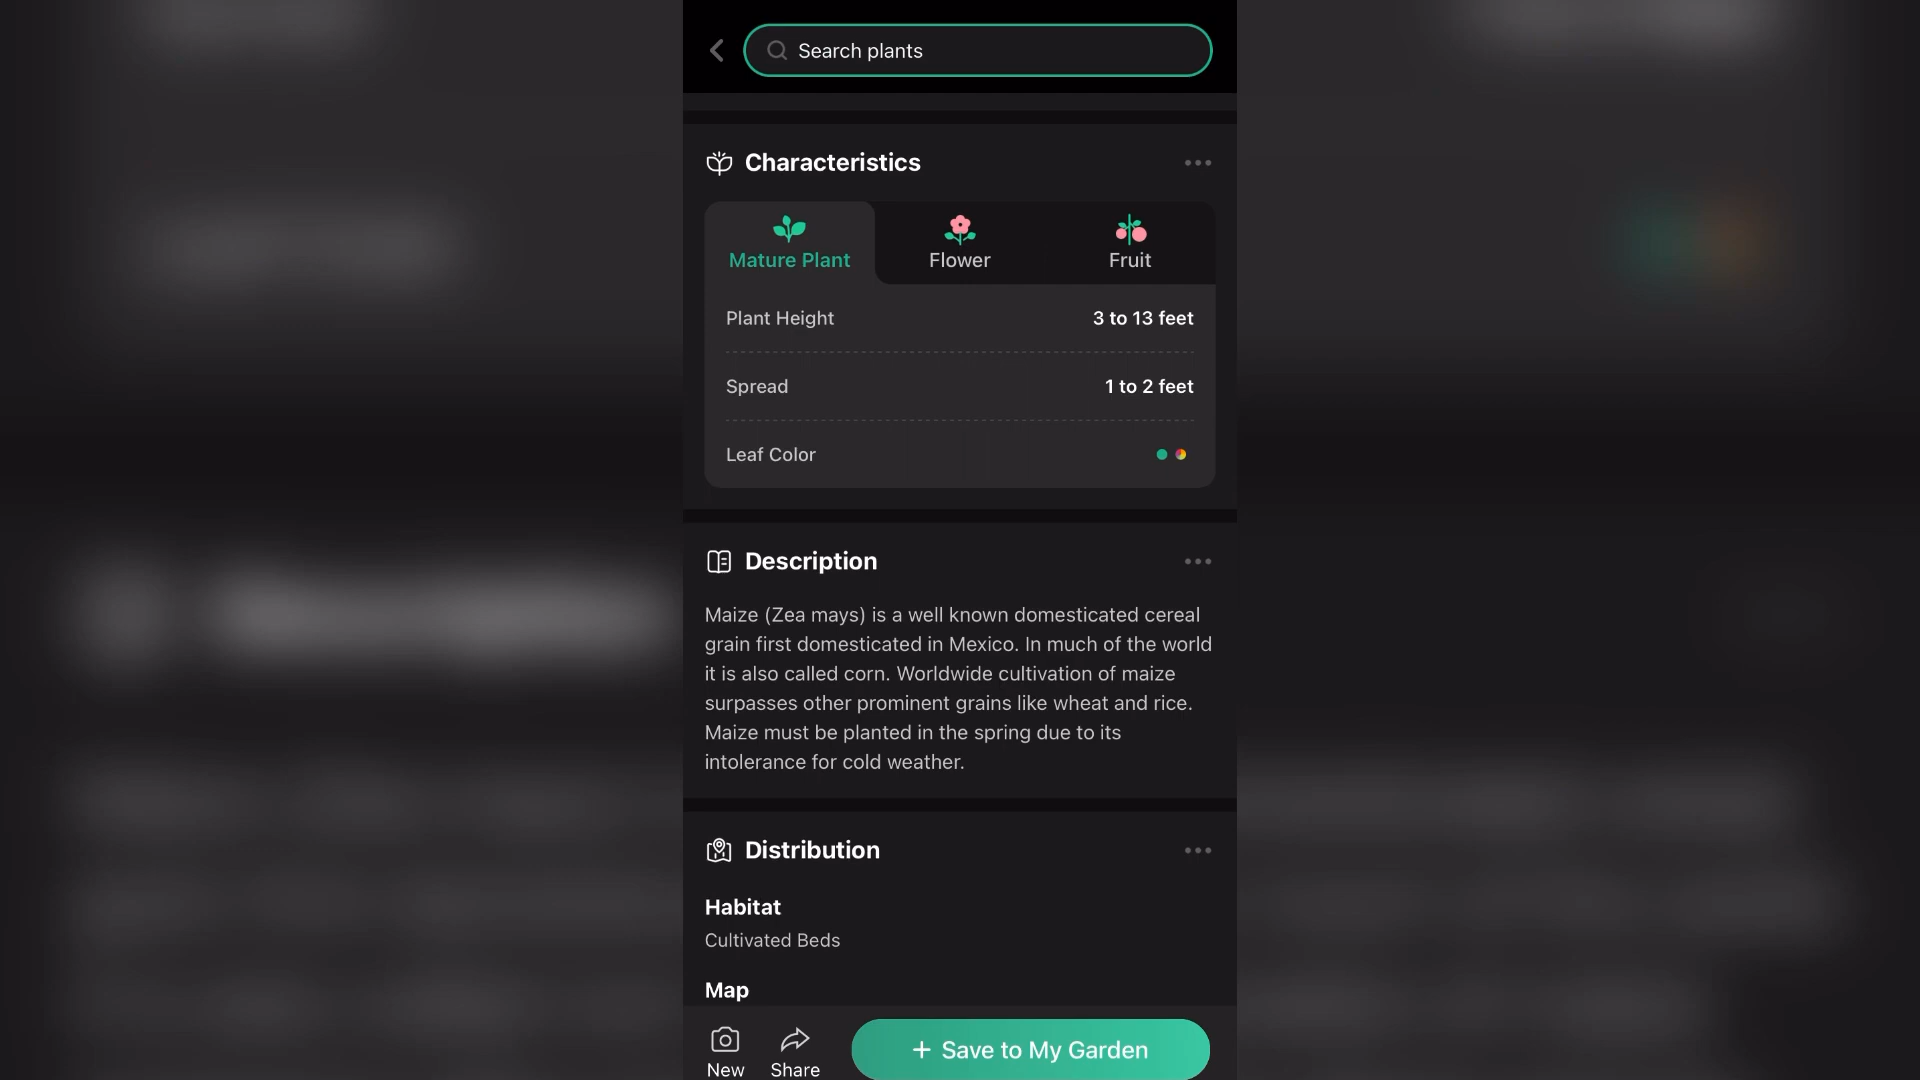 Search plants
Characteristics
Mature Plant
Flower
Fruit
Plant Height
3 to 13 feet
Spread
1 to 2 feet
Leaf Color
Description
Maize (Zea mays) is a well known domesticated cereal
grain first domesticated in Mexico. In much of the world
it is also called corn. Worldwide cultivation of maize
surpasses other prominent grains like wheat and rice.
Maize must be planted in the spring due to its
intolerance for cold weather.
Distribution
Habitat
Cultivated Beds
Map
New
Share
+ Save to My Garden